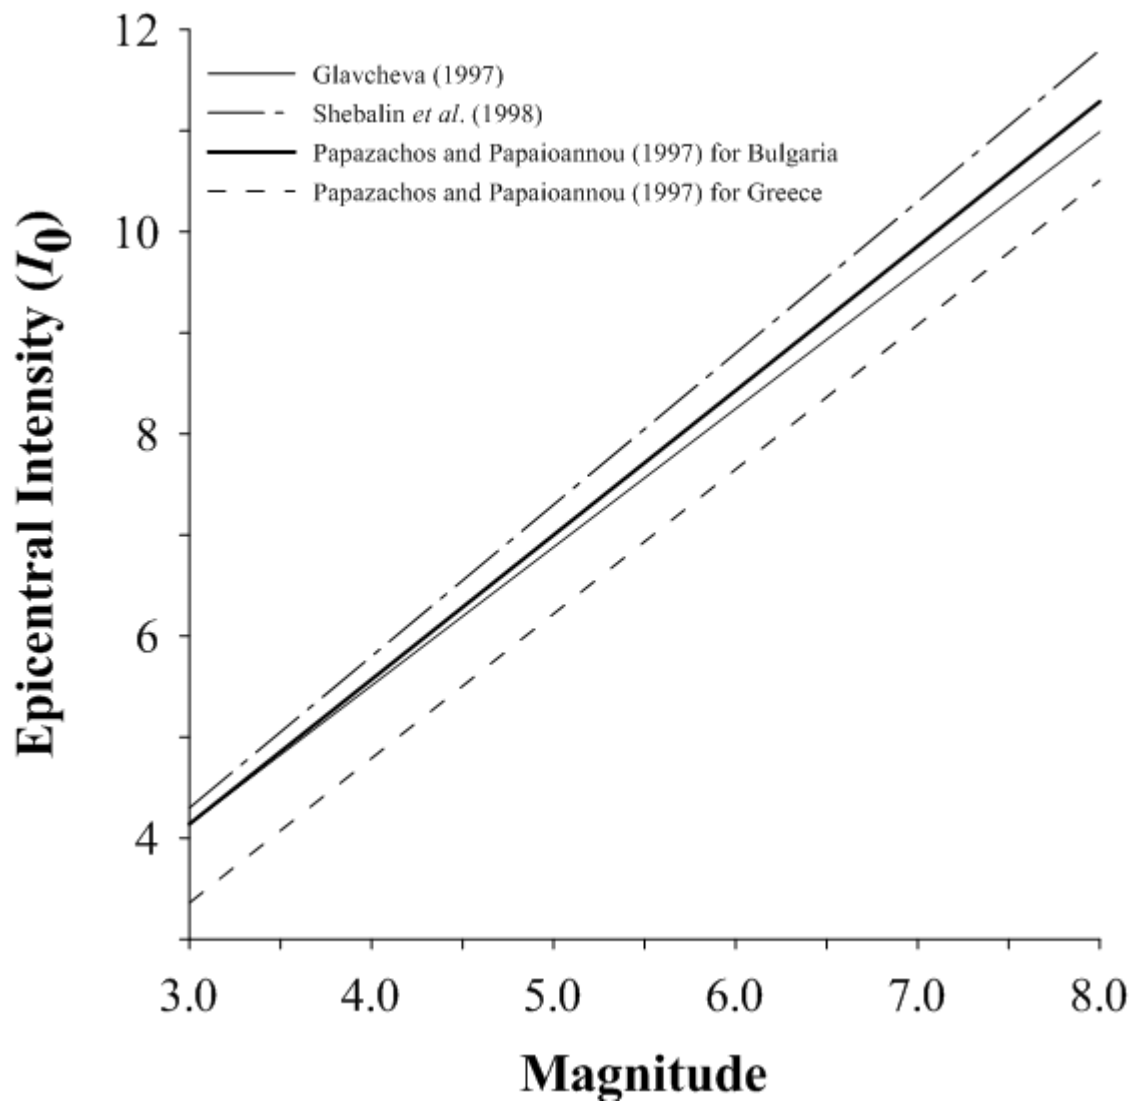 12
Glavcheva (1997)
Shebalin et al. (1998)
Papazachos and Papaioannou (1997) for Bulgaria
Papazachos and Papaioannou (1997) for Greece
10
8
6
4
Epicentral Intensity (I0)
3.0 4.0 5.0 6.0 7.0 8.0
Magnitude